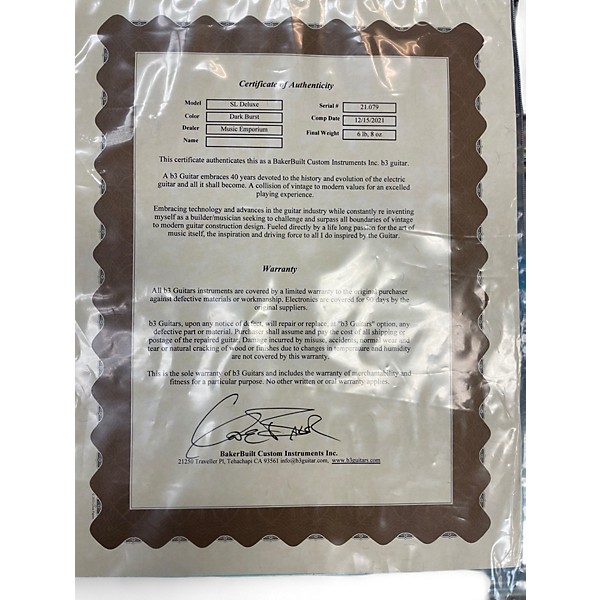 Certificate of Authenticity
Model SL Deluxe Serial # 21.079
Color Dark Burst Comp Date 12/15/2021
Dealer Music Emporium Final Weight 6 lb, 8 oz
Name
This certificate authenticates this as a BakerBuilt Custom Instruments Inc. b3 guitar.
A b3 Guitar embraces 40 years devoted to the history and evolution of the electric
guitar and all it shall become. A collision of vintage to modern values for an excelled
playing experience.
Embracing technology and advances in the guitar industry while constantly re inventing
myself as a builder/musician seeking to challenge and surpass all boundaries of vintage
to modern guitar construction design. Fueled directly by a life long passion for the art of
music itself, the inspiration and driving force to all I do inspired by the Guitar.
Warranty
All b3 Guitars instruments are covered by a limited warranty to the original purchaser
against defective materials or workmanship. Electronics are covered for 90 days by the
original suppliers.
b3 Guitars, upon any notice of defect, will repair or replace, at "b3 Guitars" option, any
defective part or material. Purchaser shall assume and pay the cost of all shipping or
postage of the repaired guitar. Damage incurred by misuse, accidents, normal wear and
tear or natural cracking of wood or finishes due to changes in temperature and humidity
are not covered by this warranty.
This is the sole warranty of b3 Guitars and includes the warranty of merchantability and
fitness for a particular purpose. No other written or oral warranty applies.
BakerBuilt Custom Instruments Inc.
21250 Traveller Pl, Tehachapi CA 93561 info@b3guitar.com, www.b3guitars.com